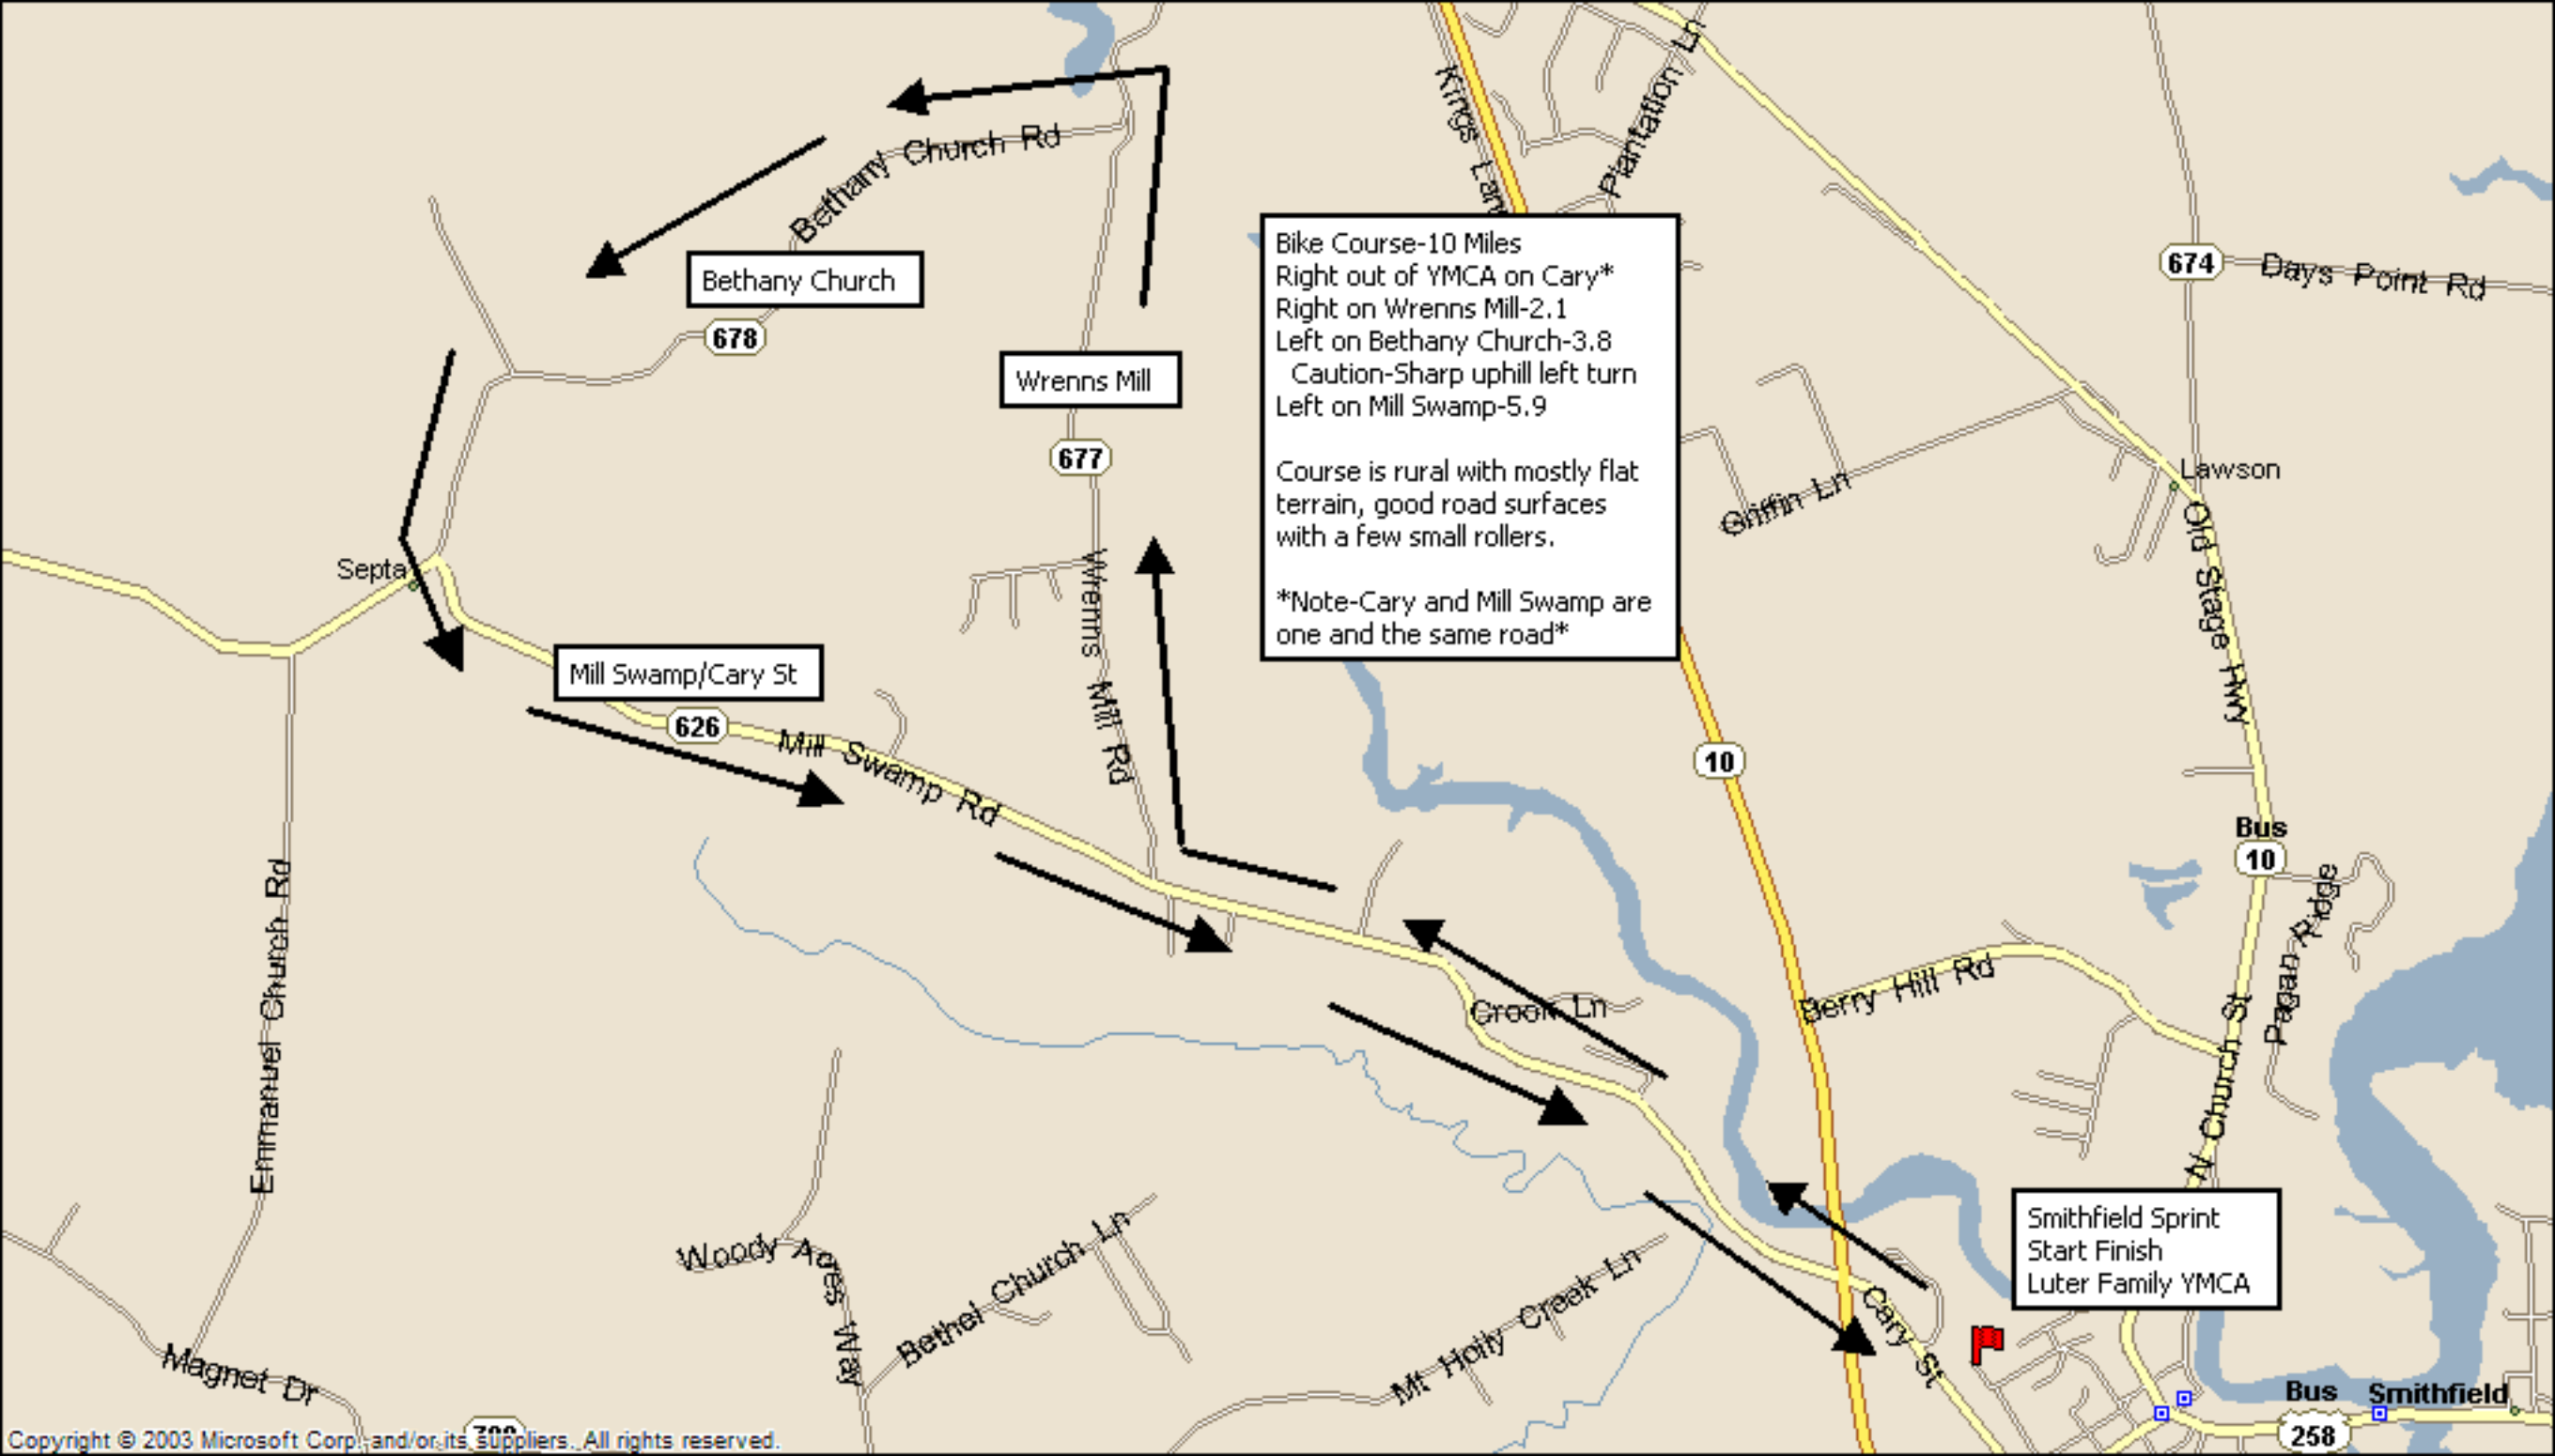 Kings Lan
Plantation Ln
Bethany Church Rd
Bethany Church
678
Wrenns Mill
677
Wrenns Mill Rd
Bike Course-10 Miles
Right out of YMCA on Cary*
Right on Wrenns Mill-2.1
Left on Bethany Church-3.8
Caution-Sharp uphill left turn
Left on Mill Swamp-5.9
Course is rural with mostly flat
terrain, good road surfaces
with a few small rollers.
*Note-Cary and Mill Swamp are
one and the same road*
674
Days Point Rd
Lawson
Griffin Ln
Old Stage Hwy
Septa
Mill Swamp/Cary St
626
Mill Swamp Rd
10
Bus
10
Pagan Ridge
Berry Hill Rd
N Church St
Crook Ln
Emmanuel Church Rd
Woody Acres Way
Bethel Church Ln
Mt Holly Creek Ln
Cary St
Smithfield Sprint
Start Finish
Luter Family YMCA
Magnet Dr
Bus
258
Smithfield
Copyright © 2003 Microsoft Corp. and/or its suppliers. All rights reserved.